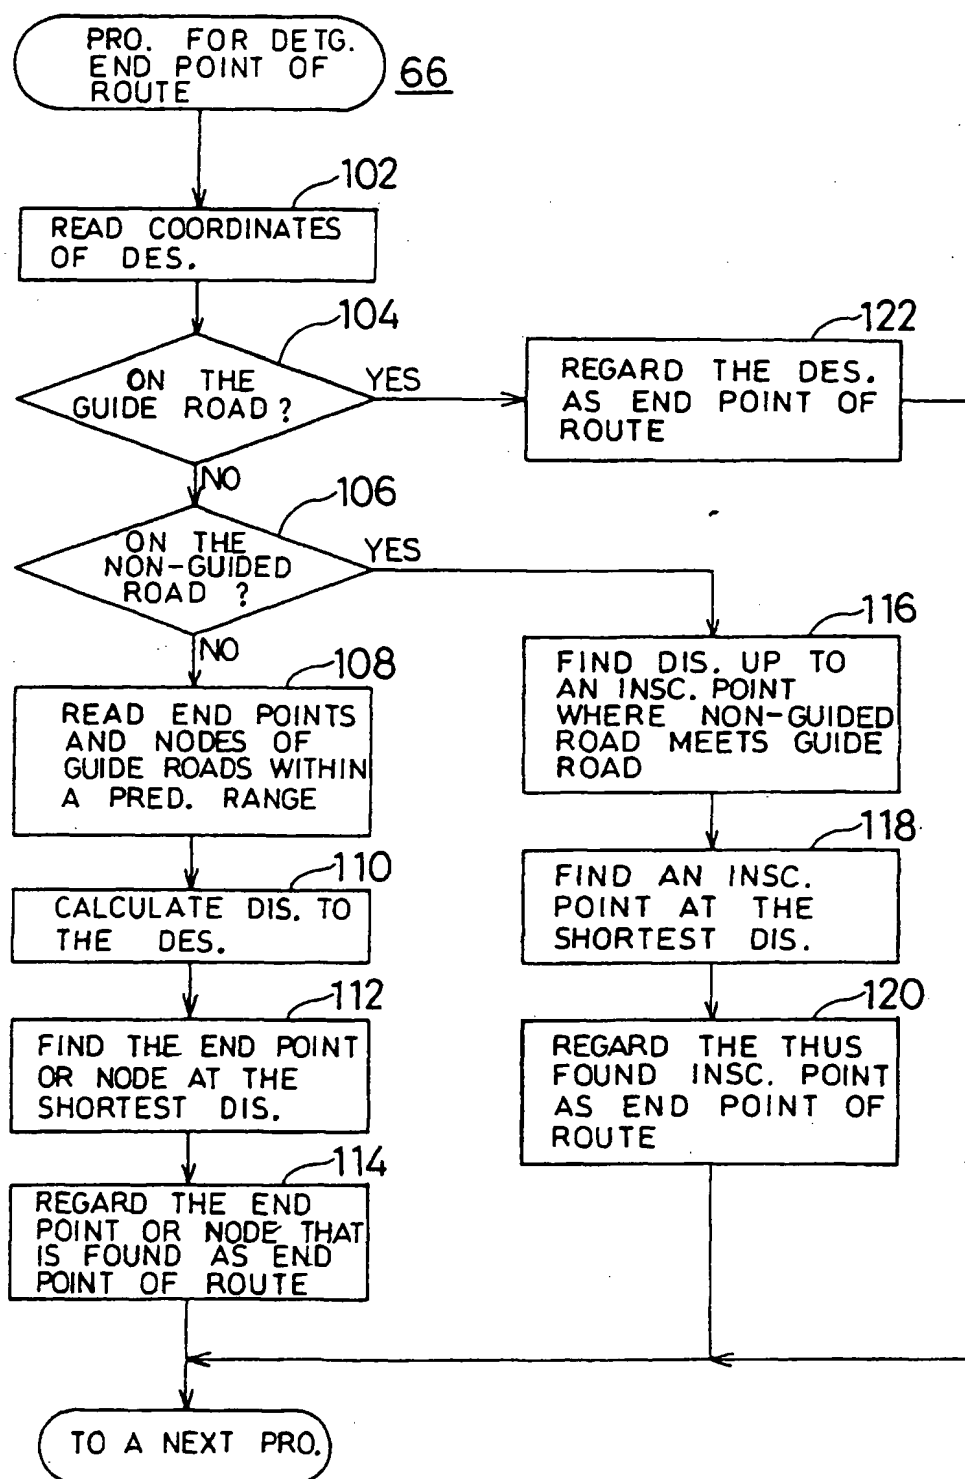 PRO. FOR DETG.
END POINT OF
ROUTE
66
102
READ COORDINATES
OF DES.
104
ON THE
GUIDE ROAD?
YES
122
REGARD THE DES.
AS END POINT OF
ROUTE
NO
106
ON THE
NON-GUIDED
ROAD ?
YES
NO
108
READ END POINTS
AND NODES OF
GUIDE ROADS WITHIN
A PRED. RANGE
110
CALCULATE DIS. TO
THE DES.
112
FIND THE END POINT
OR NODE AT THE
SHORTEST DIS.
114
REGARD THE END
POINT OR NODE THAT
IS FOUND AS END
POINT OF ROUTE
116
FIND DIS. UP TO
AN INSC. POINT
WHERE NON-GUIDED
ROAD MEETS GUIDE
ROAD
118
FIND AN INSC.
POINT AT THE
SHORTEST DIS.
120
REGARD THE THUS
FOUND INSC. POINT
AS END POINT OF
ROUTE
TO A NEXT PRO.